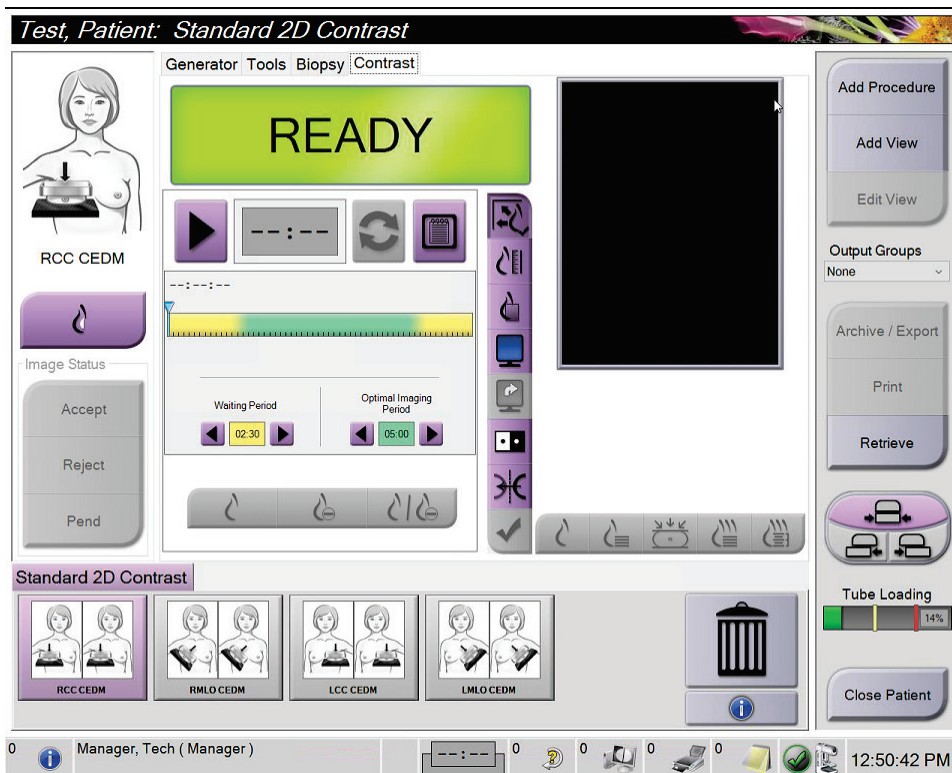 Test, Patient:  Standard 2D Contrast
Generator Tools Biopsy Contrast
READY
--:--
--:--:--
Waiting Period
02:30
Optimal Imaging
Period
05:00
RCC CEDM
Image Status
Accept
Reject
Pend
Add Procedure
Add View
Edit View
Output Groups
None
Archive / Export
Print
Retrieve
Tube Loading
14%
Close Patient
Standard 2D Contrast
RCC CEDM
RMLO CEDM
LCC CEDM
LMLO CEDM
0
Manager, Tech ( Manager )
--:--
0
0
0
0
12:50:42 PM